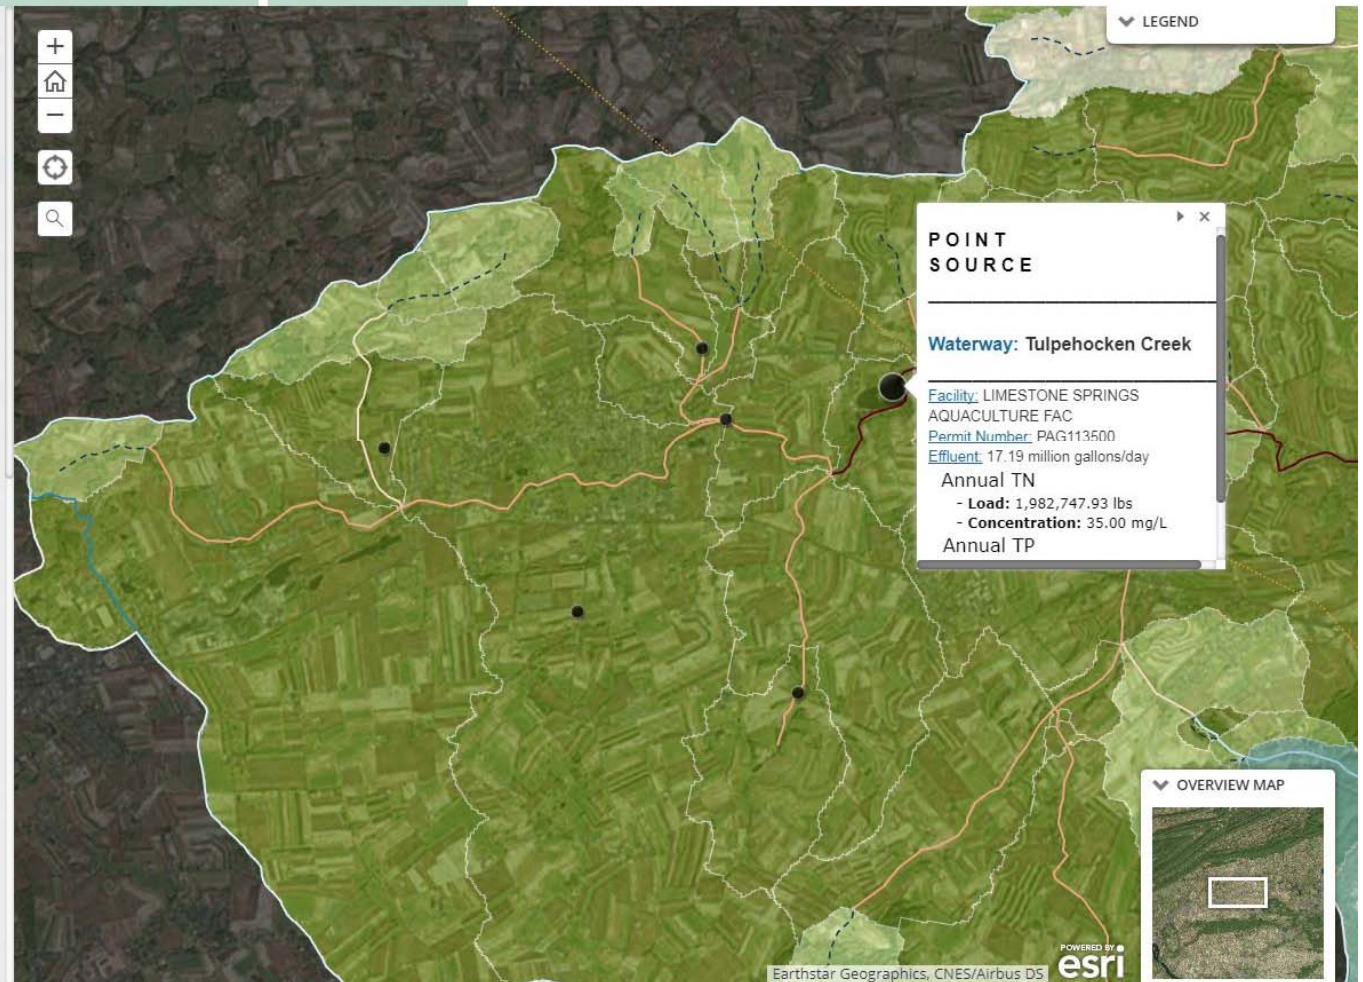 LEGEND
POINT
SOURCE
Waterway: Tulpehocken Creek
Facility: LIMESTONE SPRINGS
AQUACULTURE FAC
Permit Number: PAG113500
Effluent: 17.19 million gallons/day
Annual TN
- Load: 1,982,747.93 lbs
- Concentration: 35.00 mg/L
Annual TP
OVERVIEW MAP
POWERED BY
esri
Earthstar Geographics, CNES/Airbus DS